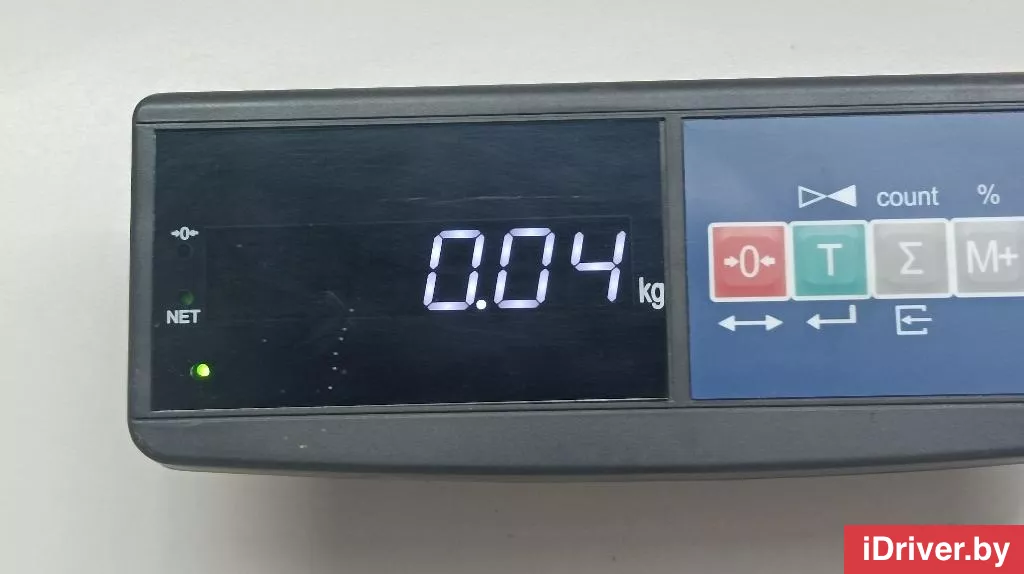 →0←
NET
0.04 kg
count %
→0← T Σ M+
iDriver.by